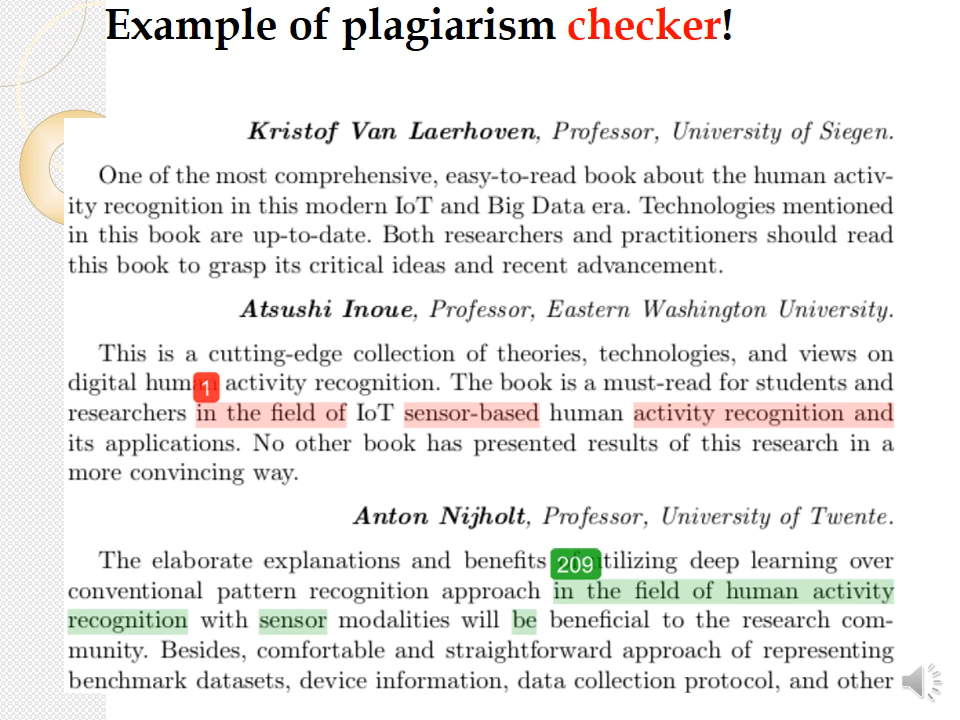 Example of plagiarism checker!
Kristof Van Laerhoven, Professor, University of Siegen.
One of the most comprehensive, easy-to-read book about the human activ-
ity recognition in this modern IoT and Big Data era. Technologies mentioned
in this book are up-to-date. Both researchers and practitioners should read
this book to grasp its critical ideas and recent advancement.
Atsushi Inoue, Professor, Eastern Washington University.
This is a cutting-edge collection of theories, technologies, and views on
digital human activity recognition. The book is a must-read for students and
1
researchers in the field of IoT sensor-based human activity recognition and
its applications. No other book has presented results of this research in a
more convincing way.
Anton Nijholt, Professor, University of Twente.
The elaborate explanations and benefits 209 utilizing deep learning over
conventional pattern recognition approach in the field of human activity
recognition with sensor modalities will be beneficial to the research com-
munity. Besides, comfortable and straightforward approach of representing
benchmark datasets, device information, data collection protocol, and other